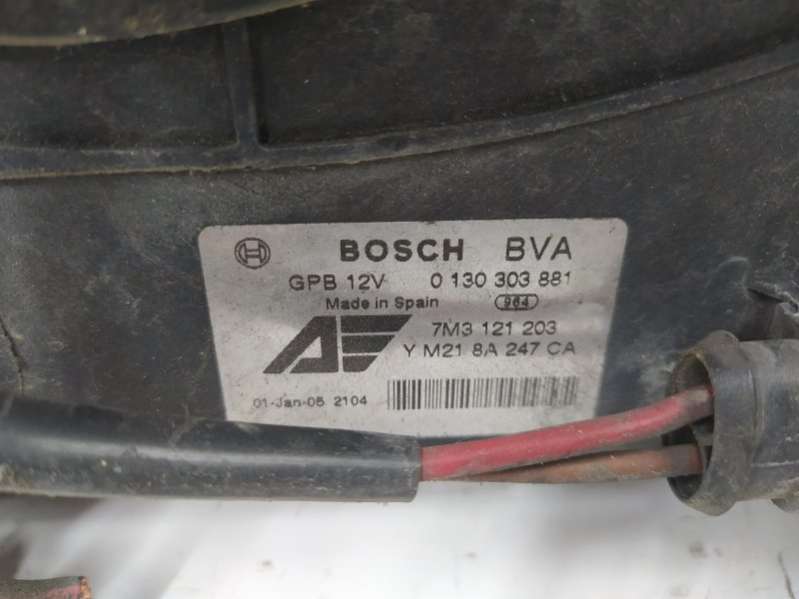 BOSCH BVA
GPB 12V 0 130 303 881
Made in Spain 964
7M3 121 203
Y M21 8A 247 CA
01-Jan-05 2104